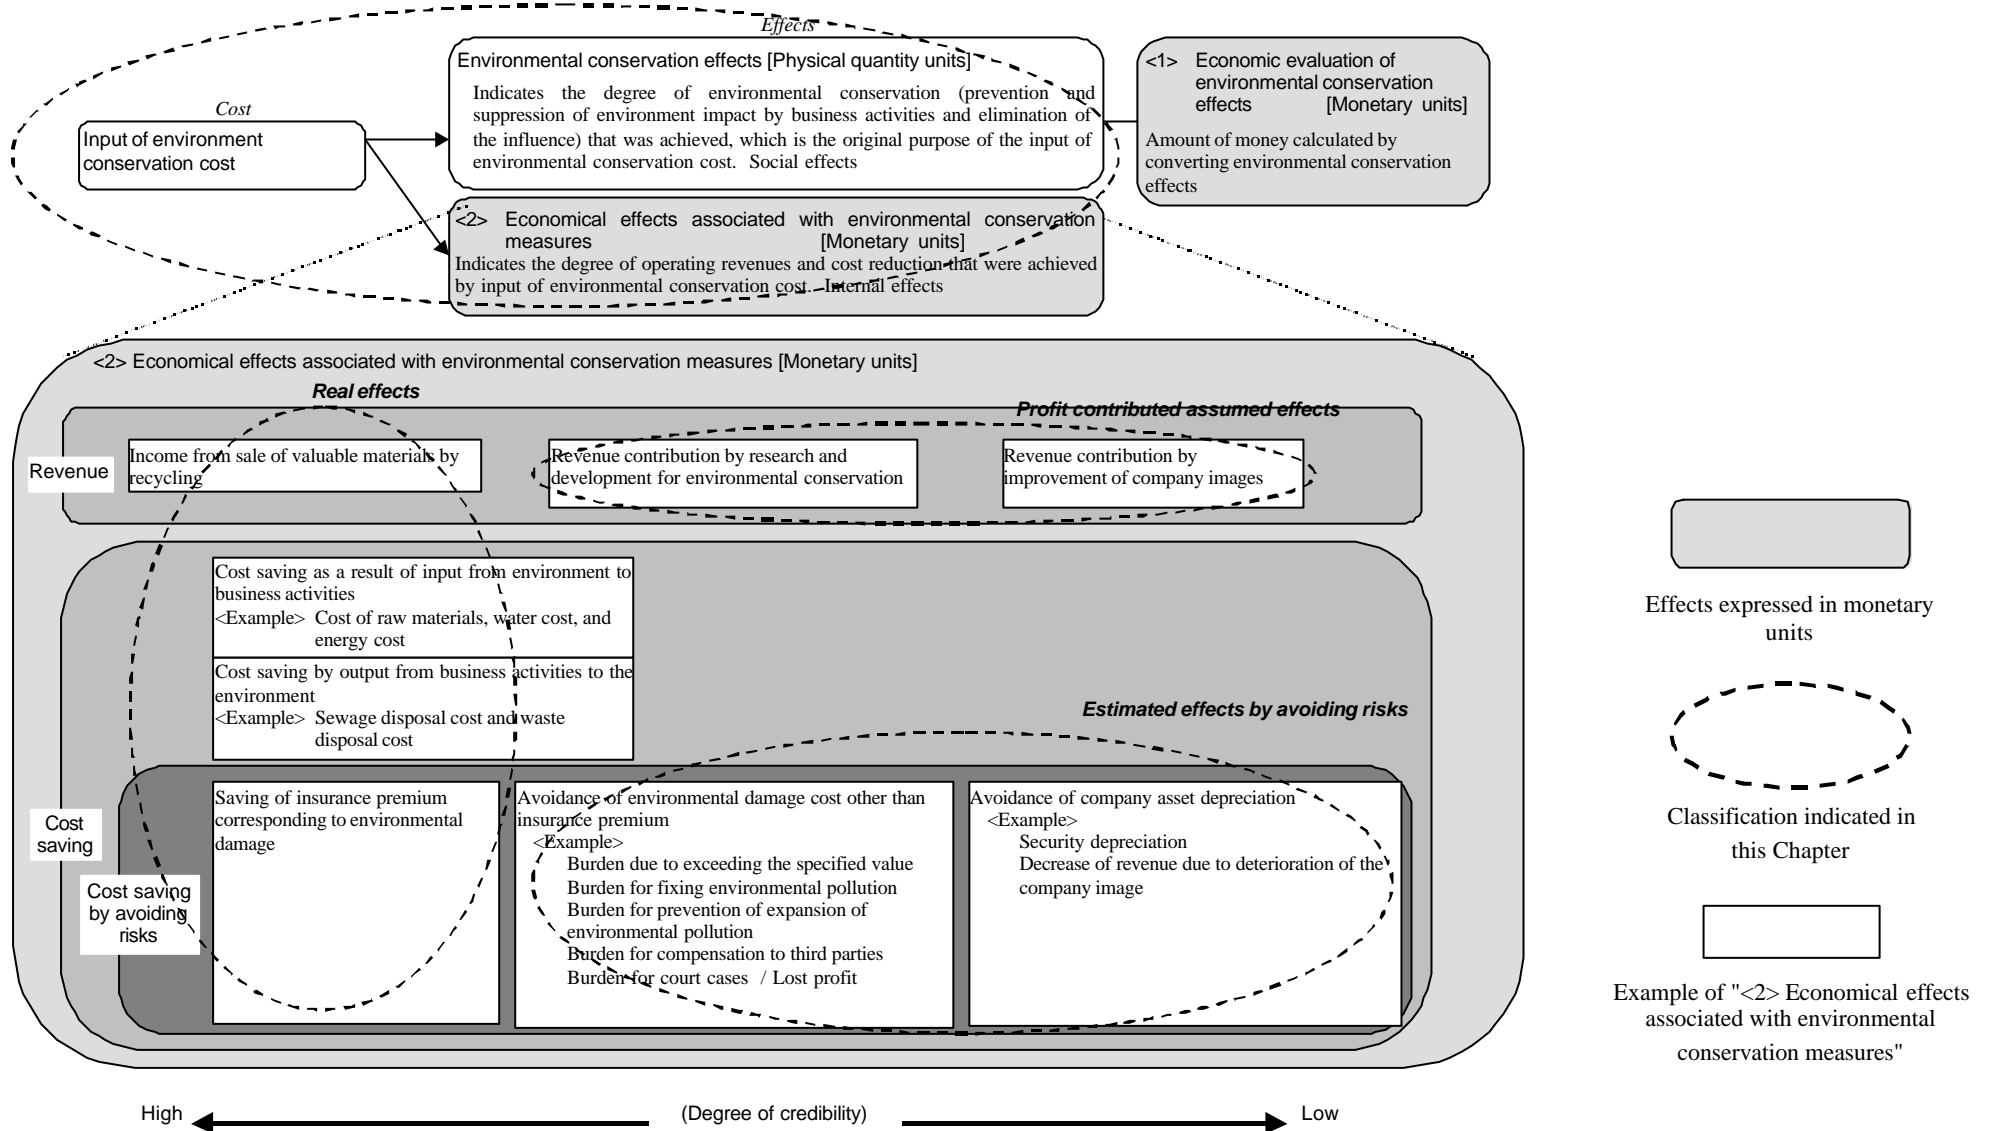 Effects
Cost
Input of environment
conservation cost
Environmental conservation effects [Physical quantity units]
Indicates the degree of environmental conservation (prevention and
suppression of environment impact by business activities and elimination of
the influence) that was achieved, which is the original purpose of the input of
environmental conservation cost. Social effects
<1> Economic evaluation of
environmental conservation
effects [Monetary units]
Amount of money calculated by
converting environmental conservation
effects
<2> Economical effects associated with environmental conservation
measures [Monetary units]
Indicates the degree of operating revenues and cost reduction that were achieved
by input of environmental conservation cost. Internal effects
<2> Economical effects associated with environmental conservation measures [Monetary units]
Real effects
Profit contributed assumed effects
Revenue
Income from sale of valuable materials by
recycling
Revenue contribution by research and
development for environmental conservation
Revenue contribution by
improvement of company images
Cost saving as a result of input from environment to
business activities
<Example> Cost of raw materials, water cost, and
energy cost
Cost saving by output from business activities to the
environment
<Example> Sewage disposal cost and waste
disposal cost
Estimated effects by avoiding risks
Cost
saving
Cost saving
by avoiding
risks
Saving of insurance premium
corresponding to environmental
damage
Avoidance of environmental damage cost other than
insurance premium
<Example>
Burden due to exceeding the specified value
Burden for fixing environmental pollution
Burden for prevention of expansion of
environmental pollution
Burden for compensation to third parties
Burden for court cases / Lost profit
Avoidance of company asset depreciation
<Example>
Security depreciation
Decrease of revenue due to deterioration of the
company image
High (Degree of credibility) Low
Effects expressed in monetary
units
Classification indicated in
this Chapter
Example of "<2> Economical effects
associated with environmental
conservation measures"